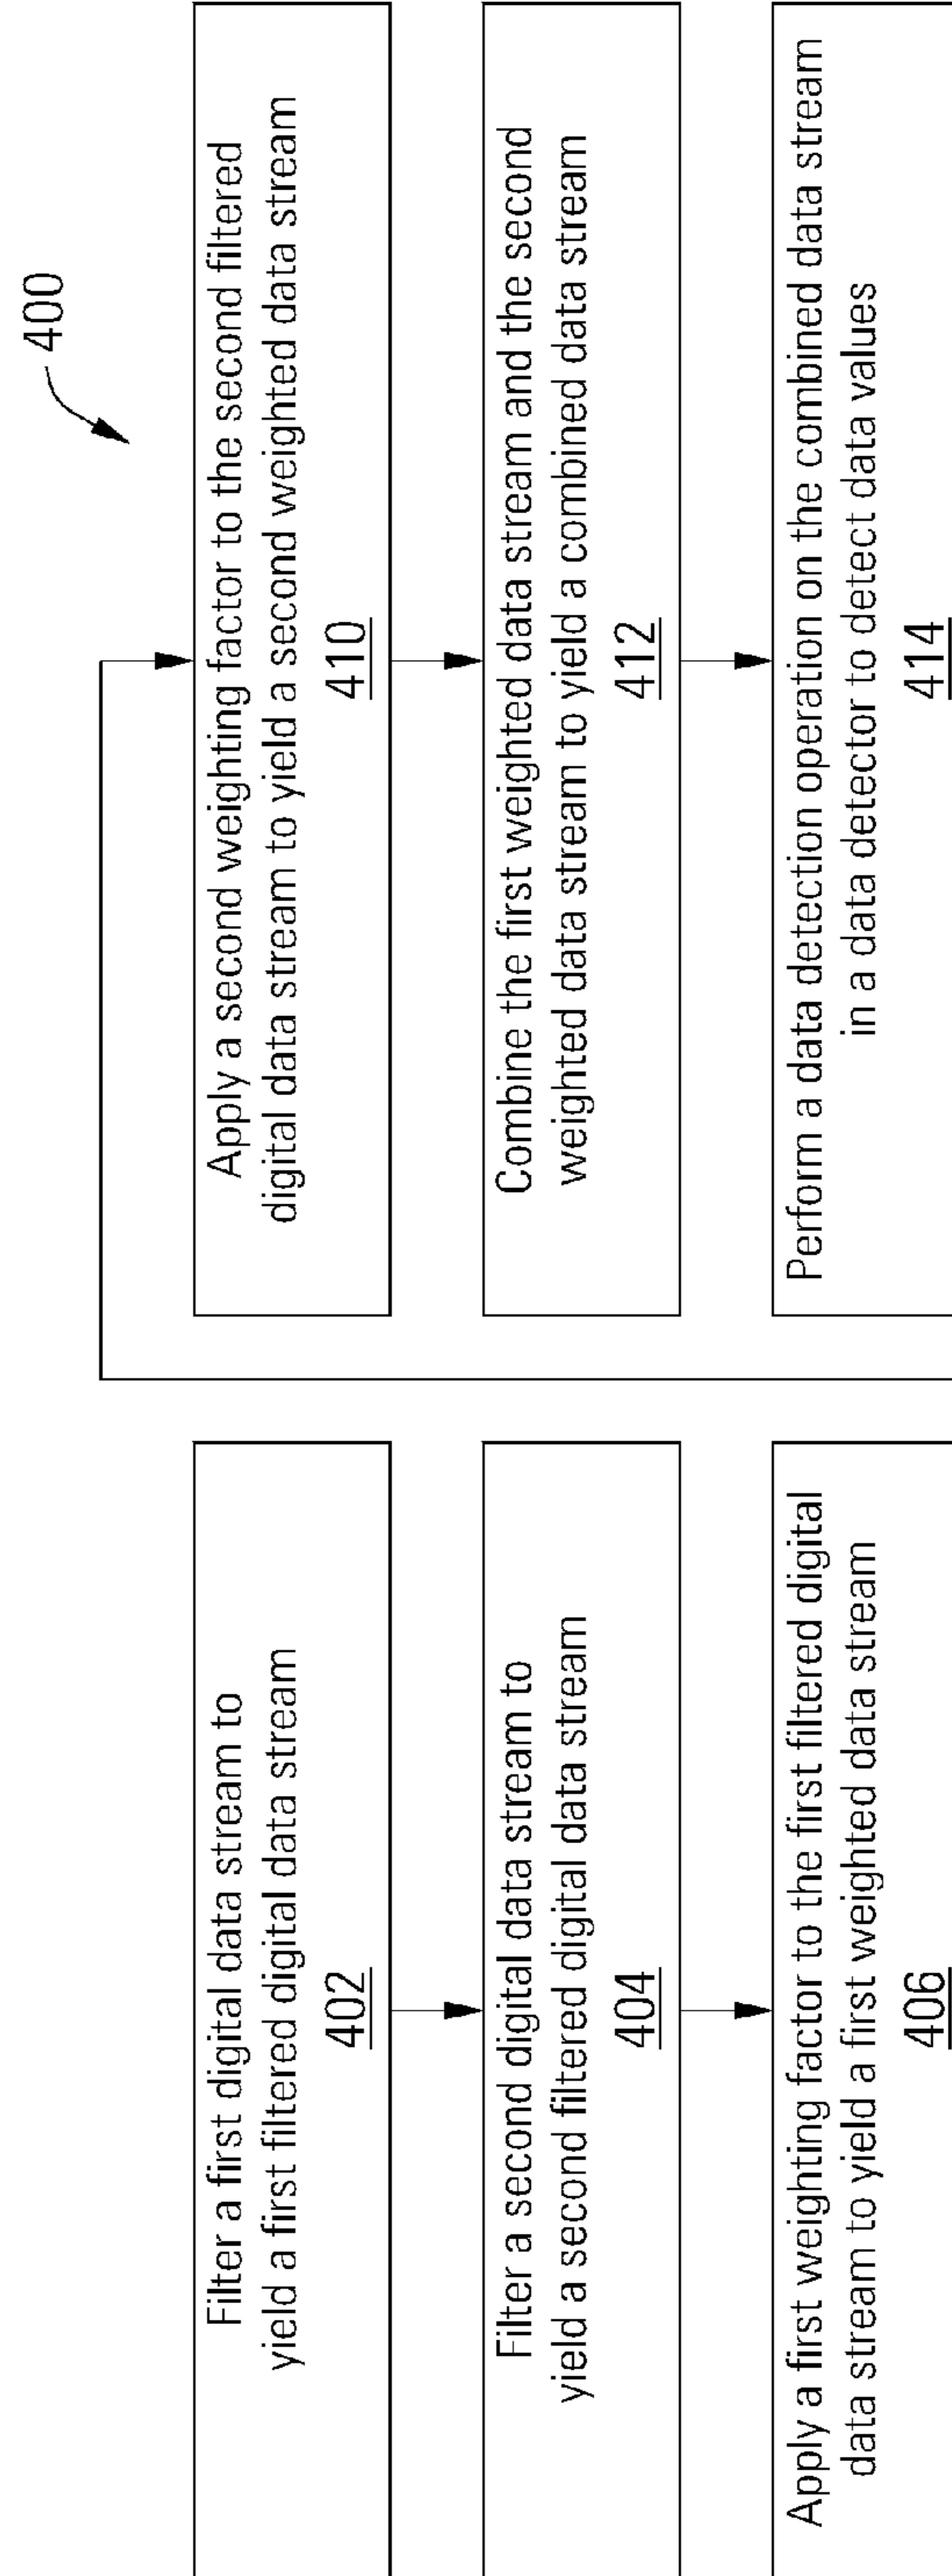 400
Filter a first digital data stream to
yield a first filtered digital data stream
402
Filter a second digital data stream to
yield a second filtered digital data stream
404
Apply a first weighting factor to the first filtered digital
data stream to yield a first weighted data stream
406
Apply a second weighting factor to the second filtered
digital data stream to yield a second weighted data stream
410
Combine the first weighted data stream and the second
weighted data stream to yield a combined data stream
412
Perform a data detection operation on the combined data stream
in a data detector to detect data values
414